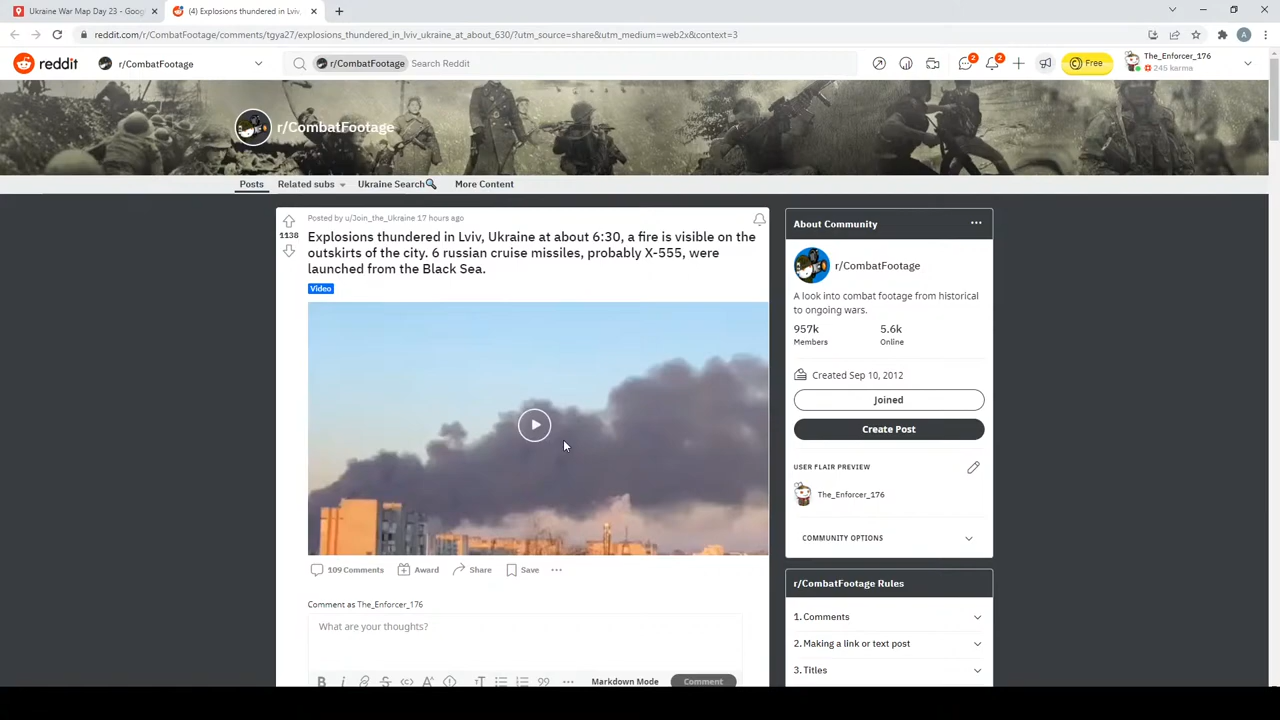 Ukraine War Map Day 23 - Goog
(4) Explosions thundered in Lviv,
reddit.com/r/CombatFootage/comments/tgya27/explosions_thundered_in_lviv_ukraine_at_about_630/?utm_source=share&utm_medium=web2x&context=3
A
reddit
r/CombatFootage
r/CombatFootage
Search Reddit
2
2
Free
The_Enforcer_176
245 karma
r/CombatFootage
Posts
Related subs
Ukraine Search🔍
More Content
Posted by u/Join_the_Ukraine 17 hours ago
1138
Explosions thundered in Lviv, Ukraine at about 6:30, a fire is visible on the
outskirts of the city. 6 russian cruise missiles, probably X-555, were
launched from the Black Sea.
Video
109 Comments
Award
Share
Save
Comment as The_Enforcer_176
What are your thoughts?
Markdown Mode
Comment
About Community
r/CombatFootage
A look into combat footage from historical
to ongoing wars.
957k
5.6k
Members
Online
Created Sep 10, 2012
Joined
Create Post
USER FLAIR PREVIEW
The_Enforcer_176
COMMUNITY OPTIONS
r/CombatFootage Rules
1. Comments
2. Making a link or text post
3. Titles